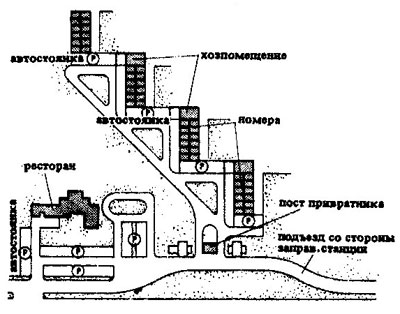 хозпомещение
автостоянка
P
автостоянка
P
номера
P
ресторан
P
пост привратника
автостоянка
P
подъезд со стороны
заправ. станции
P
P
P